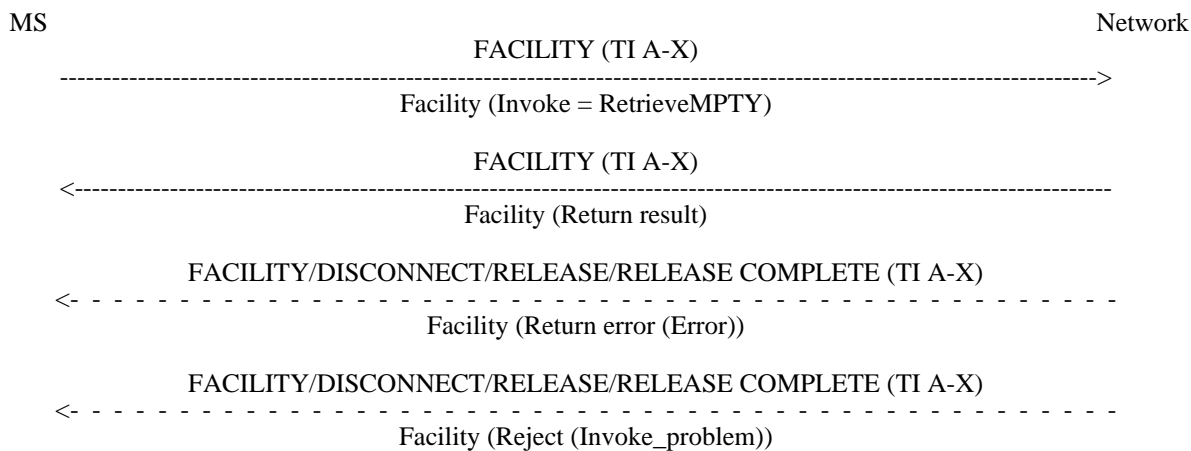 MS Network
FACILITY (TI A-X)
------------------------------------------------------------------------------------------------------------------------>
Facility (Invoke = RetrieveMPTY)
FACILITY (TI A-X)
<------------------------------------------------------------------------------------------------------------------------
Facility (Return result)
FACILITY/DISCONNECT/RELEASE/RELEASE COMPLETE (TI A-X)
<- - - - - - - - - - - - - - - - - - - - - - - - - - - - - - - - - - - - - - - - - - - - - - - -
Facility (Return error (Error))
FACILITY/DISCONNECT/RELEASE/RELEASE COMPLETE (TI A-X)
<- - - - - - - - - - - - - - - - - - - - - - - - - - - - - - - - - - - - - - - - - - - - - - - -
Facility (Reject (Invoke_problem))